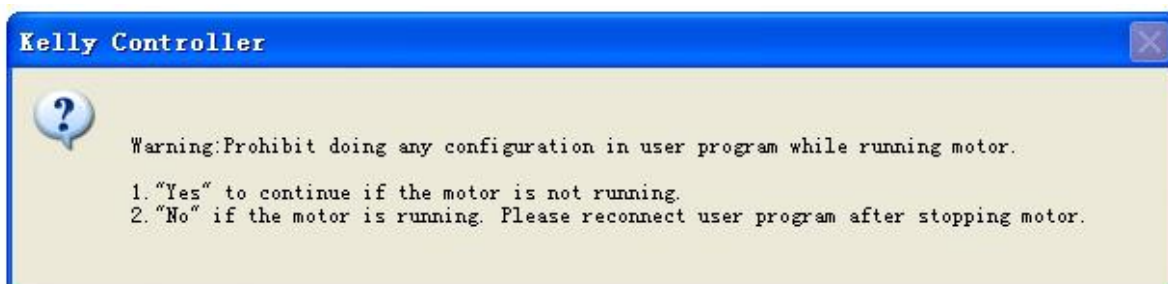 Kelly Controller
Warning:Prohibit doing any configuration in user program while running motor.
1."Yes" to continue if the motor is not running.
2."No" if the motor is running. Please reconnect user program after stopping motor.